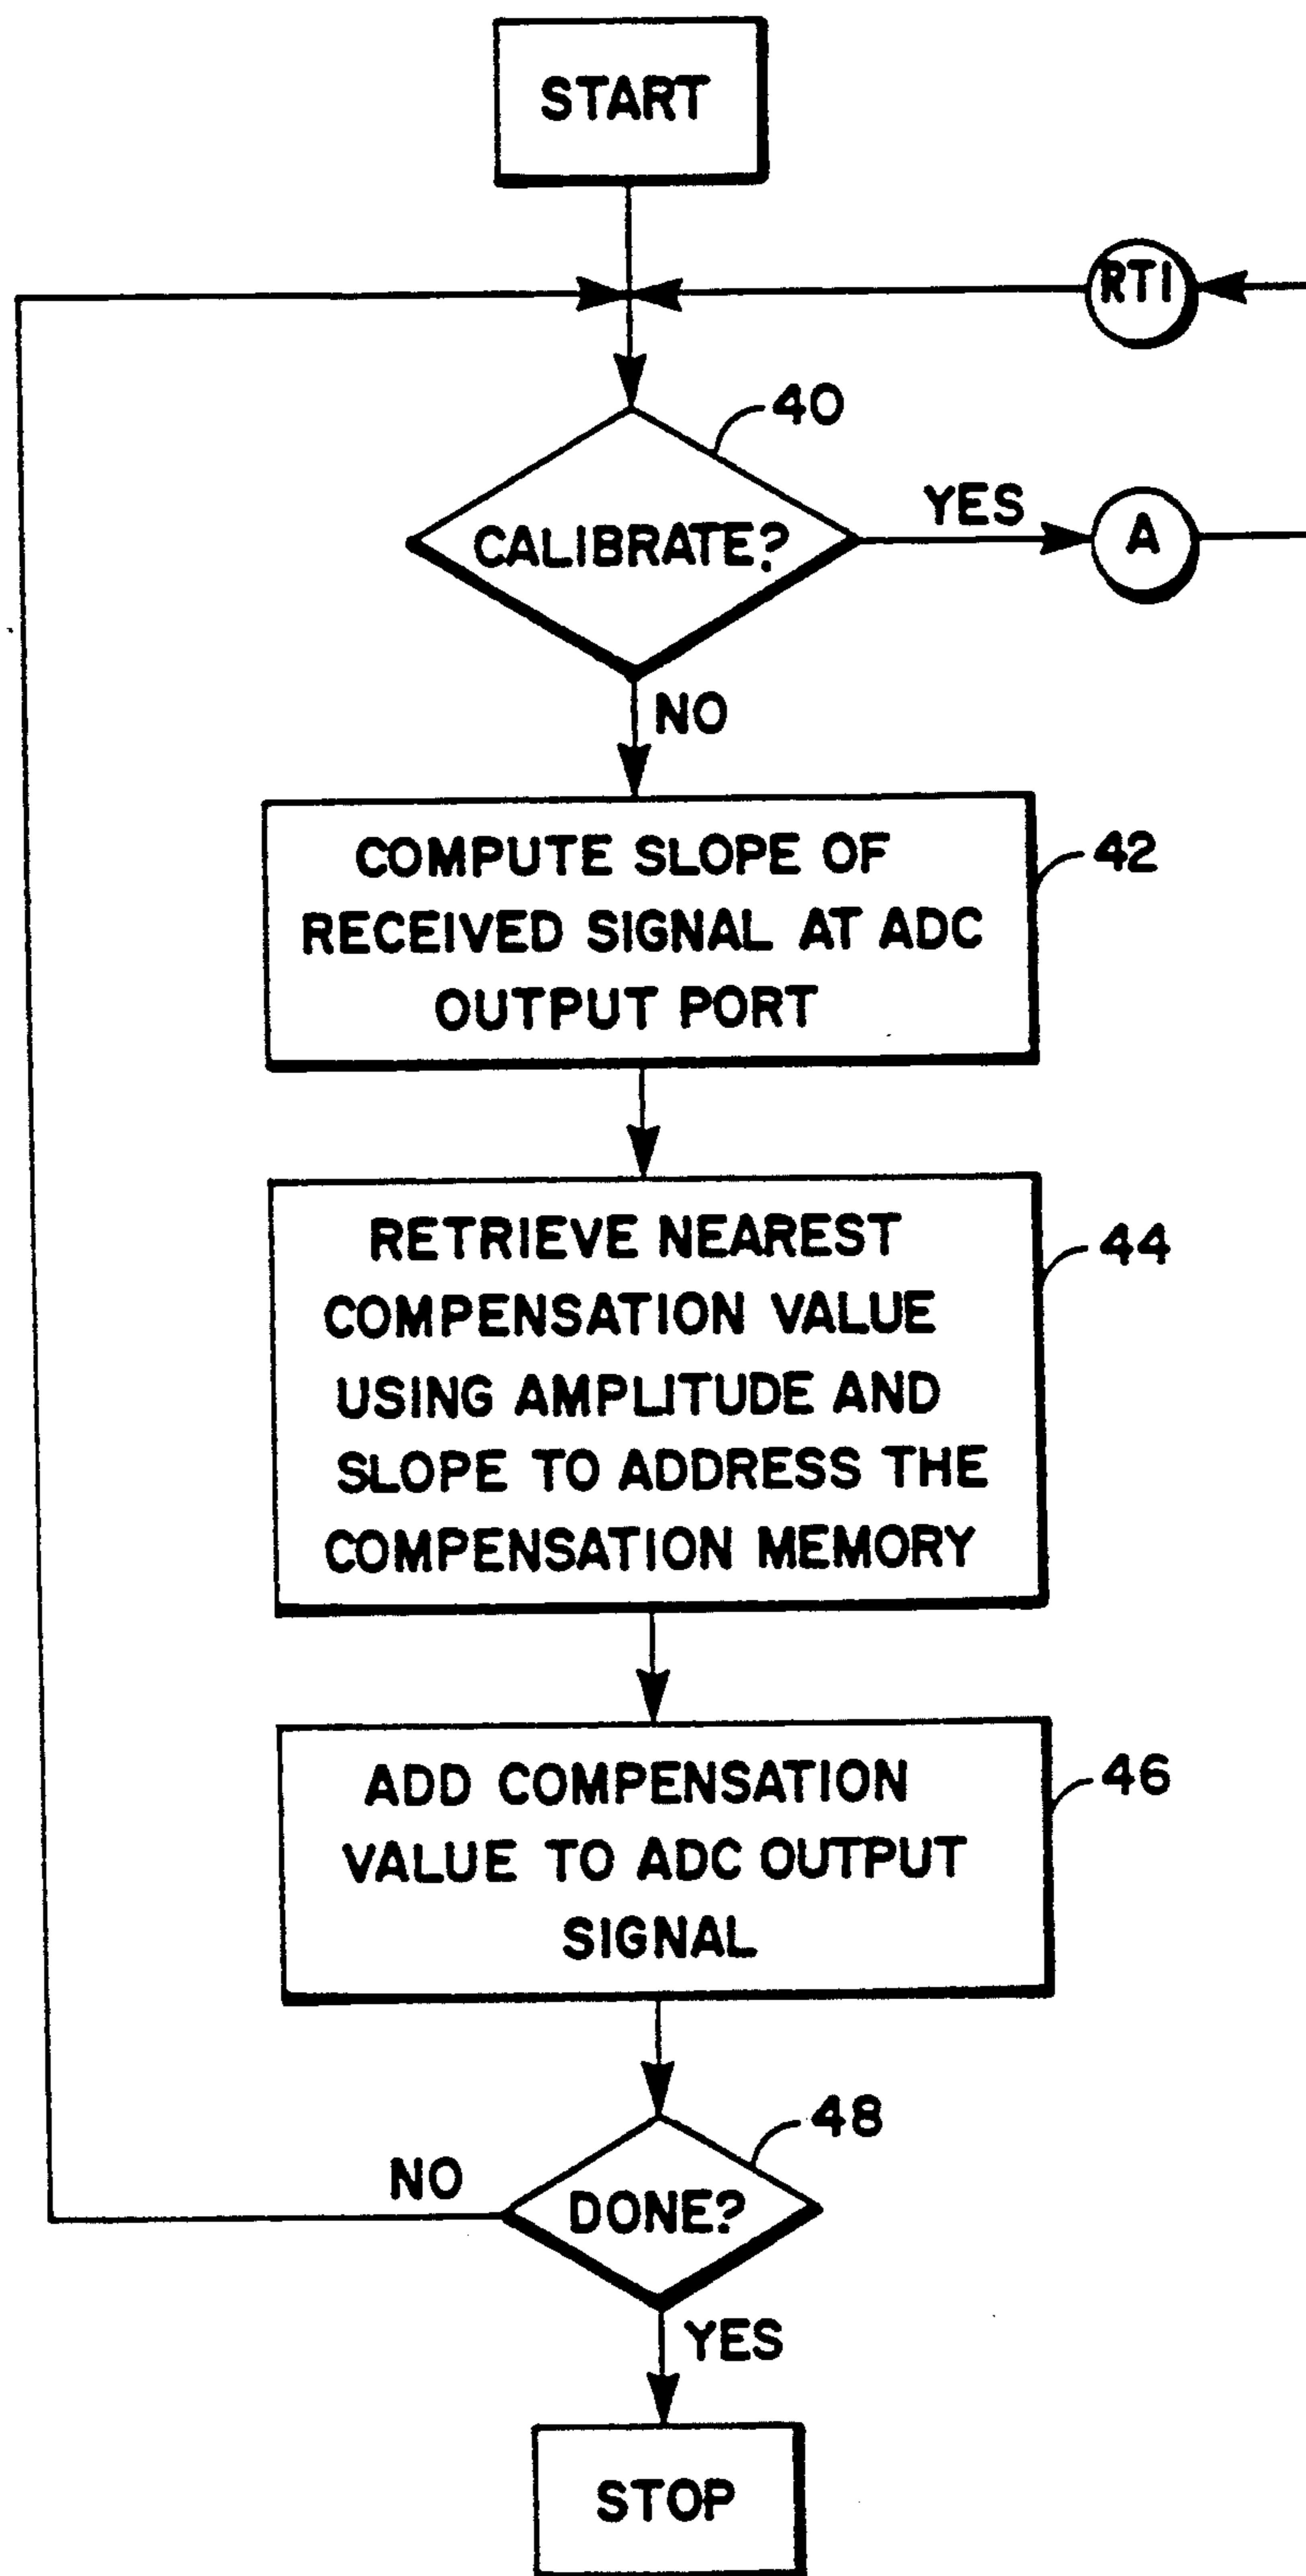 START
RTI
40
CALIBRATE?
YES
A
NO
COMPUTE SLOPE OF
RECEIVED SIGNAL AT ADC
OUTPUT PORT
42
RETRIEVE NEAREST
COMPENSATION VALUE
USING AMPLITUDE AND
SLOPE TO ADDRESS THE
COMPENSATION MEMORY
44
ADD COMPENSATION
VALUE TO ADC OUTPUT
SIGNAL
46
48
NO
DONE?
YES
STOP